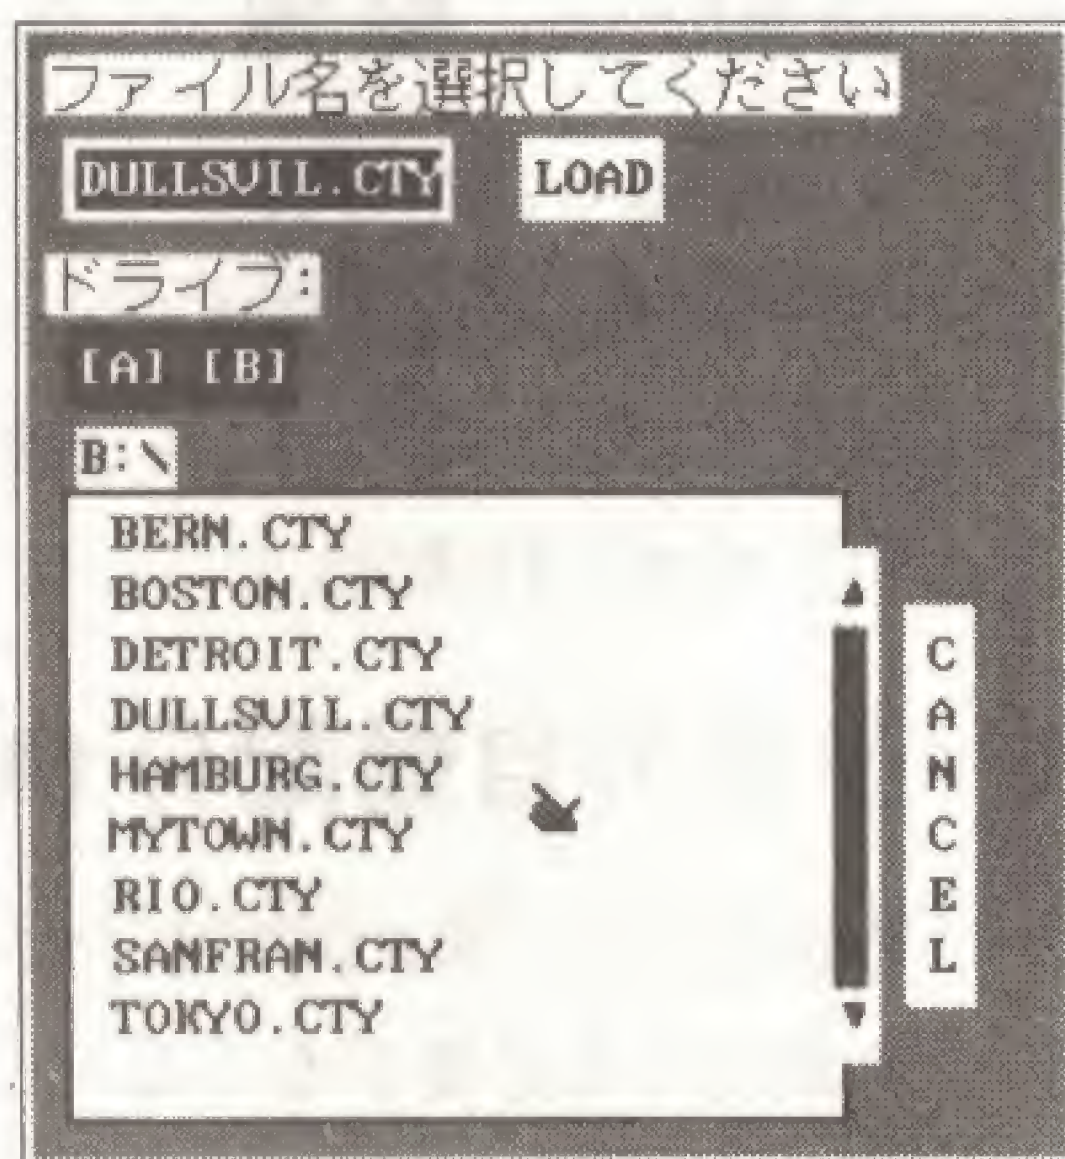 ファイル名を選択してください
DULLSVIL.CTY LOAD
ドライブ:
[A] [B]
B:\
BERN.CTY
BOSTON.CTY
DETROIT.CTY
DULLSVIL.CTY
HAMBURG.CTY
MYTOWN.CTY
RIO.CTY
SANFRAN.CTY
TOKYO.CTY
CANCEL